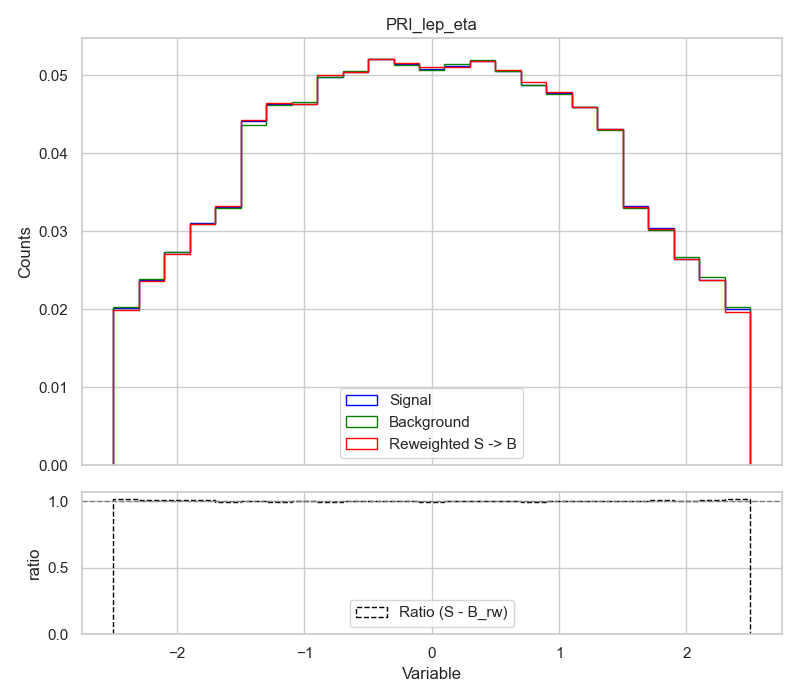 PRI_lep_eta
Counts
0.05
0.04
0.03
0.02
0.01
0.00
Signal
Background
Reweighted S -> B
ratio
1.0
0.5
0.0
Ratio (S - B_rw)
−2
−1
0
1
2
Variable